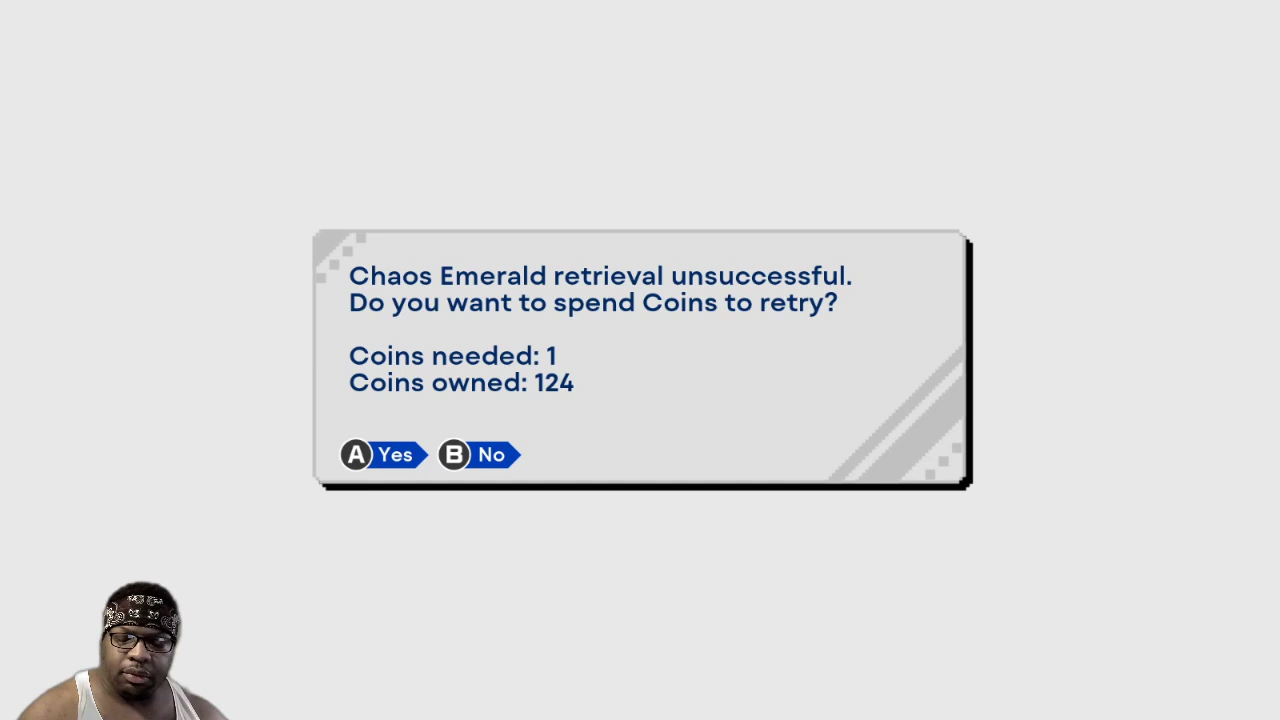 Chaos Emerald retrieval unsuccessful.
Do you want to spend Coins to retry?
Coins needed: 1
Coins owned: 124
A Yes B No